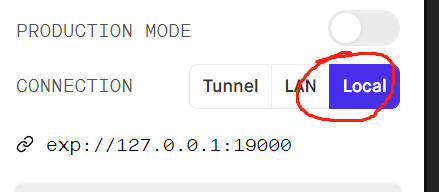 PRODUCTION MODE
CONNECTION Tunnel LAN Local
exp://127.0.0.1:19000